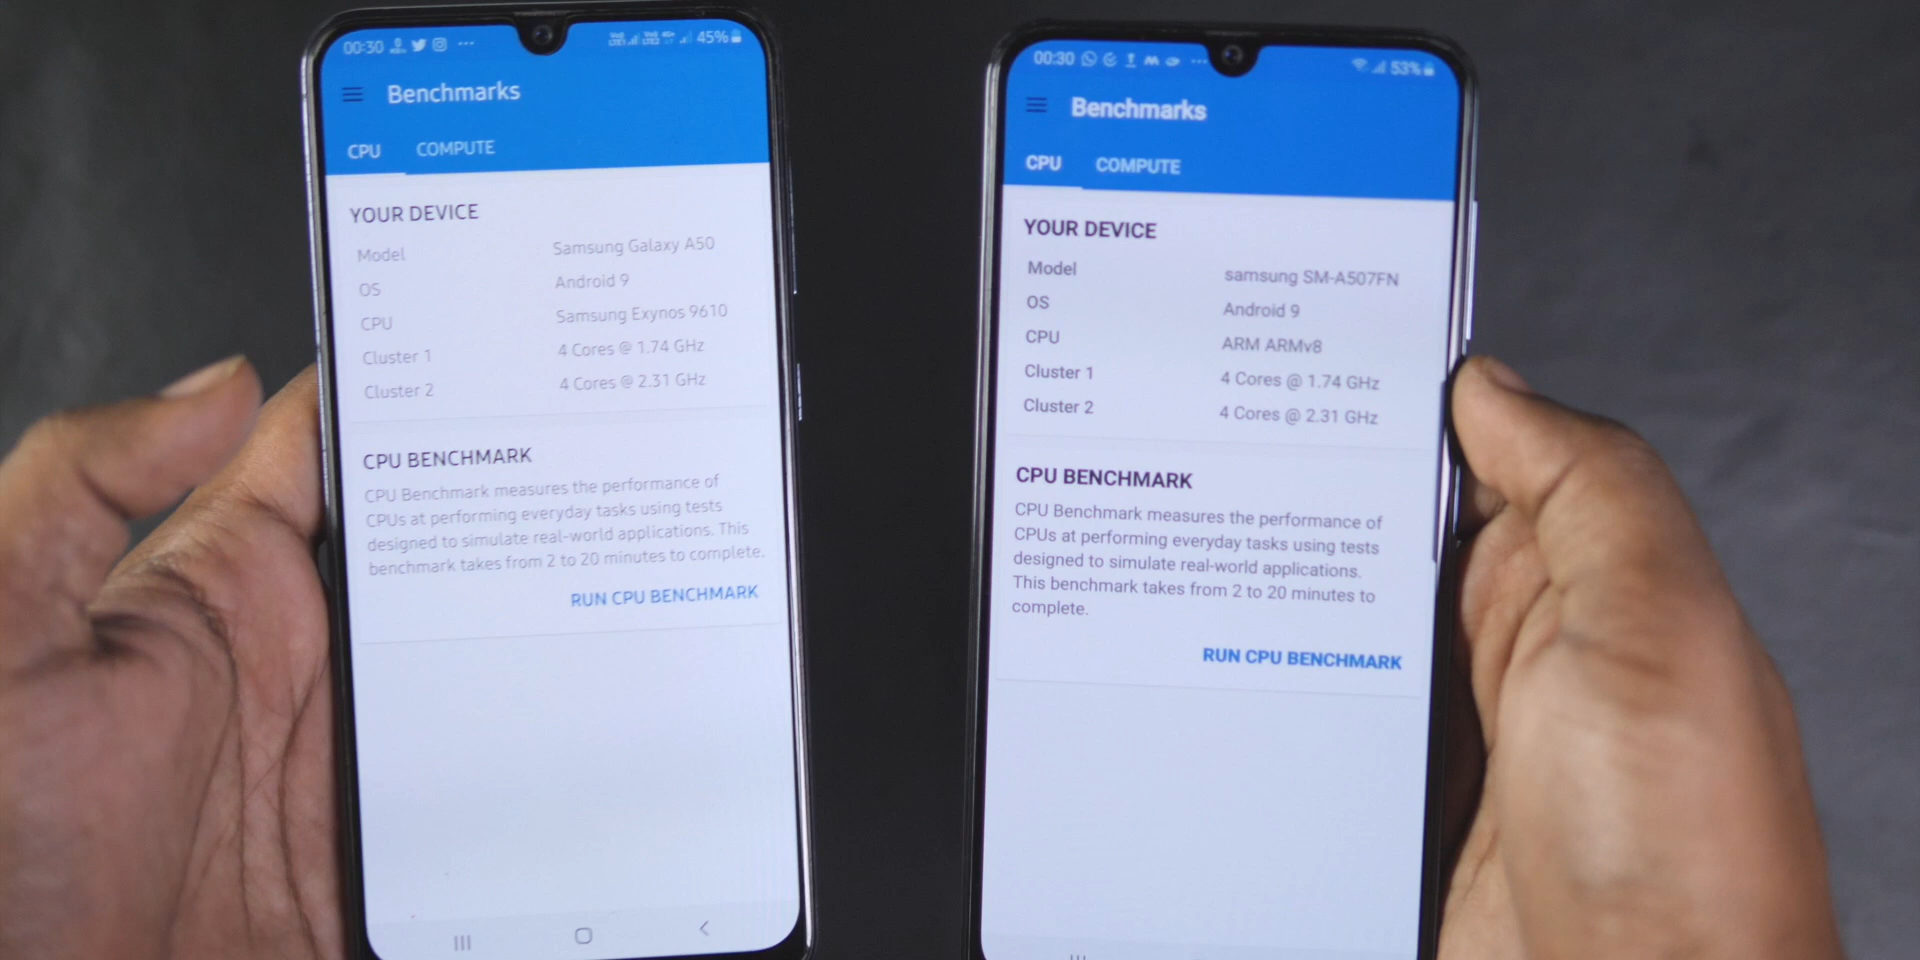 00:30 45%
Benchmarks
CPU COMPUTE
YOUR DEVICE
Model Samsung Galaxy A50
OS Android 9
CPU Samsung Exynos 9610
Cluster 1 4 Cores @ 1.74 GHz
Cluster 2 4 Cores @ 2.31 GHz
CPU BENCHMARK
CPU Benchmark measures the performance of
CPUs at performing everyday tasks using tests
designed to simulate real-world applications. This
benchmark takes from 2 to 20 minutes to complete.
RUN CPU BENCHMARK
00:30 53%
Benchmarks
CPU COMPUTE
YOUR DEVICE
Model samsung SM-A507FN
OS Android 9
CPU ARM ARMv8
Cluster 1 4 Cores @ 1.74 GHz
Cluster 2 4 Cores @ 2.31 GHz
CPU BENCHMARK
CPU Benchmark measures the performance of
CPUs at performing everyday tasks using tests
designed to simulate real-world applications.
This benchmark takes from 2 to 20 minutes to
complete.
RUN CPU BENCHMARK